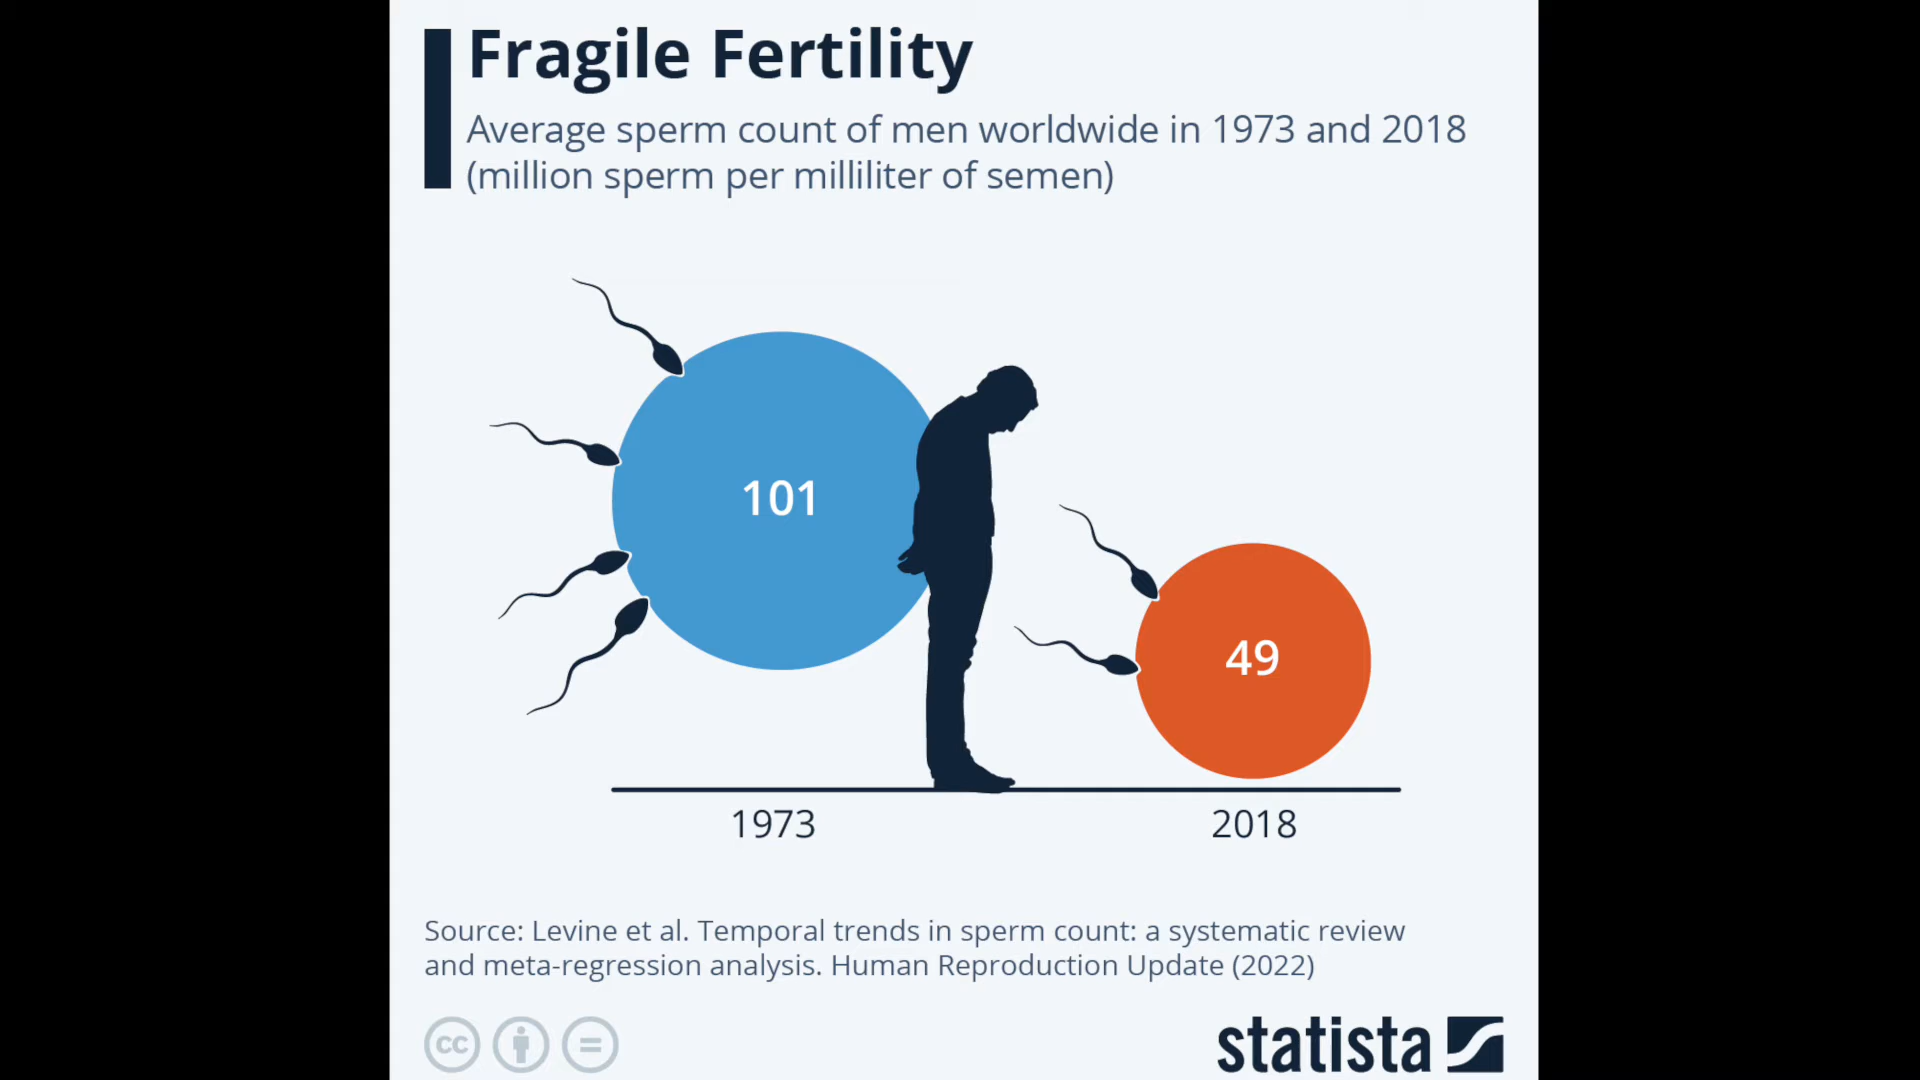 Fragile Fertility
Average sperm count of men worldwide in 1973 and 2018
(million sperm per milliliter of semen)
101
49
1973
2018
Source: Levine et al. Temporal trends in sperm count: a systematic review
and meta-regression analysis. Human Reproduction Update (2022)
cc
=
statista